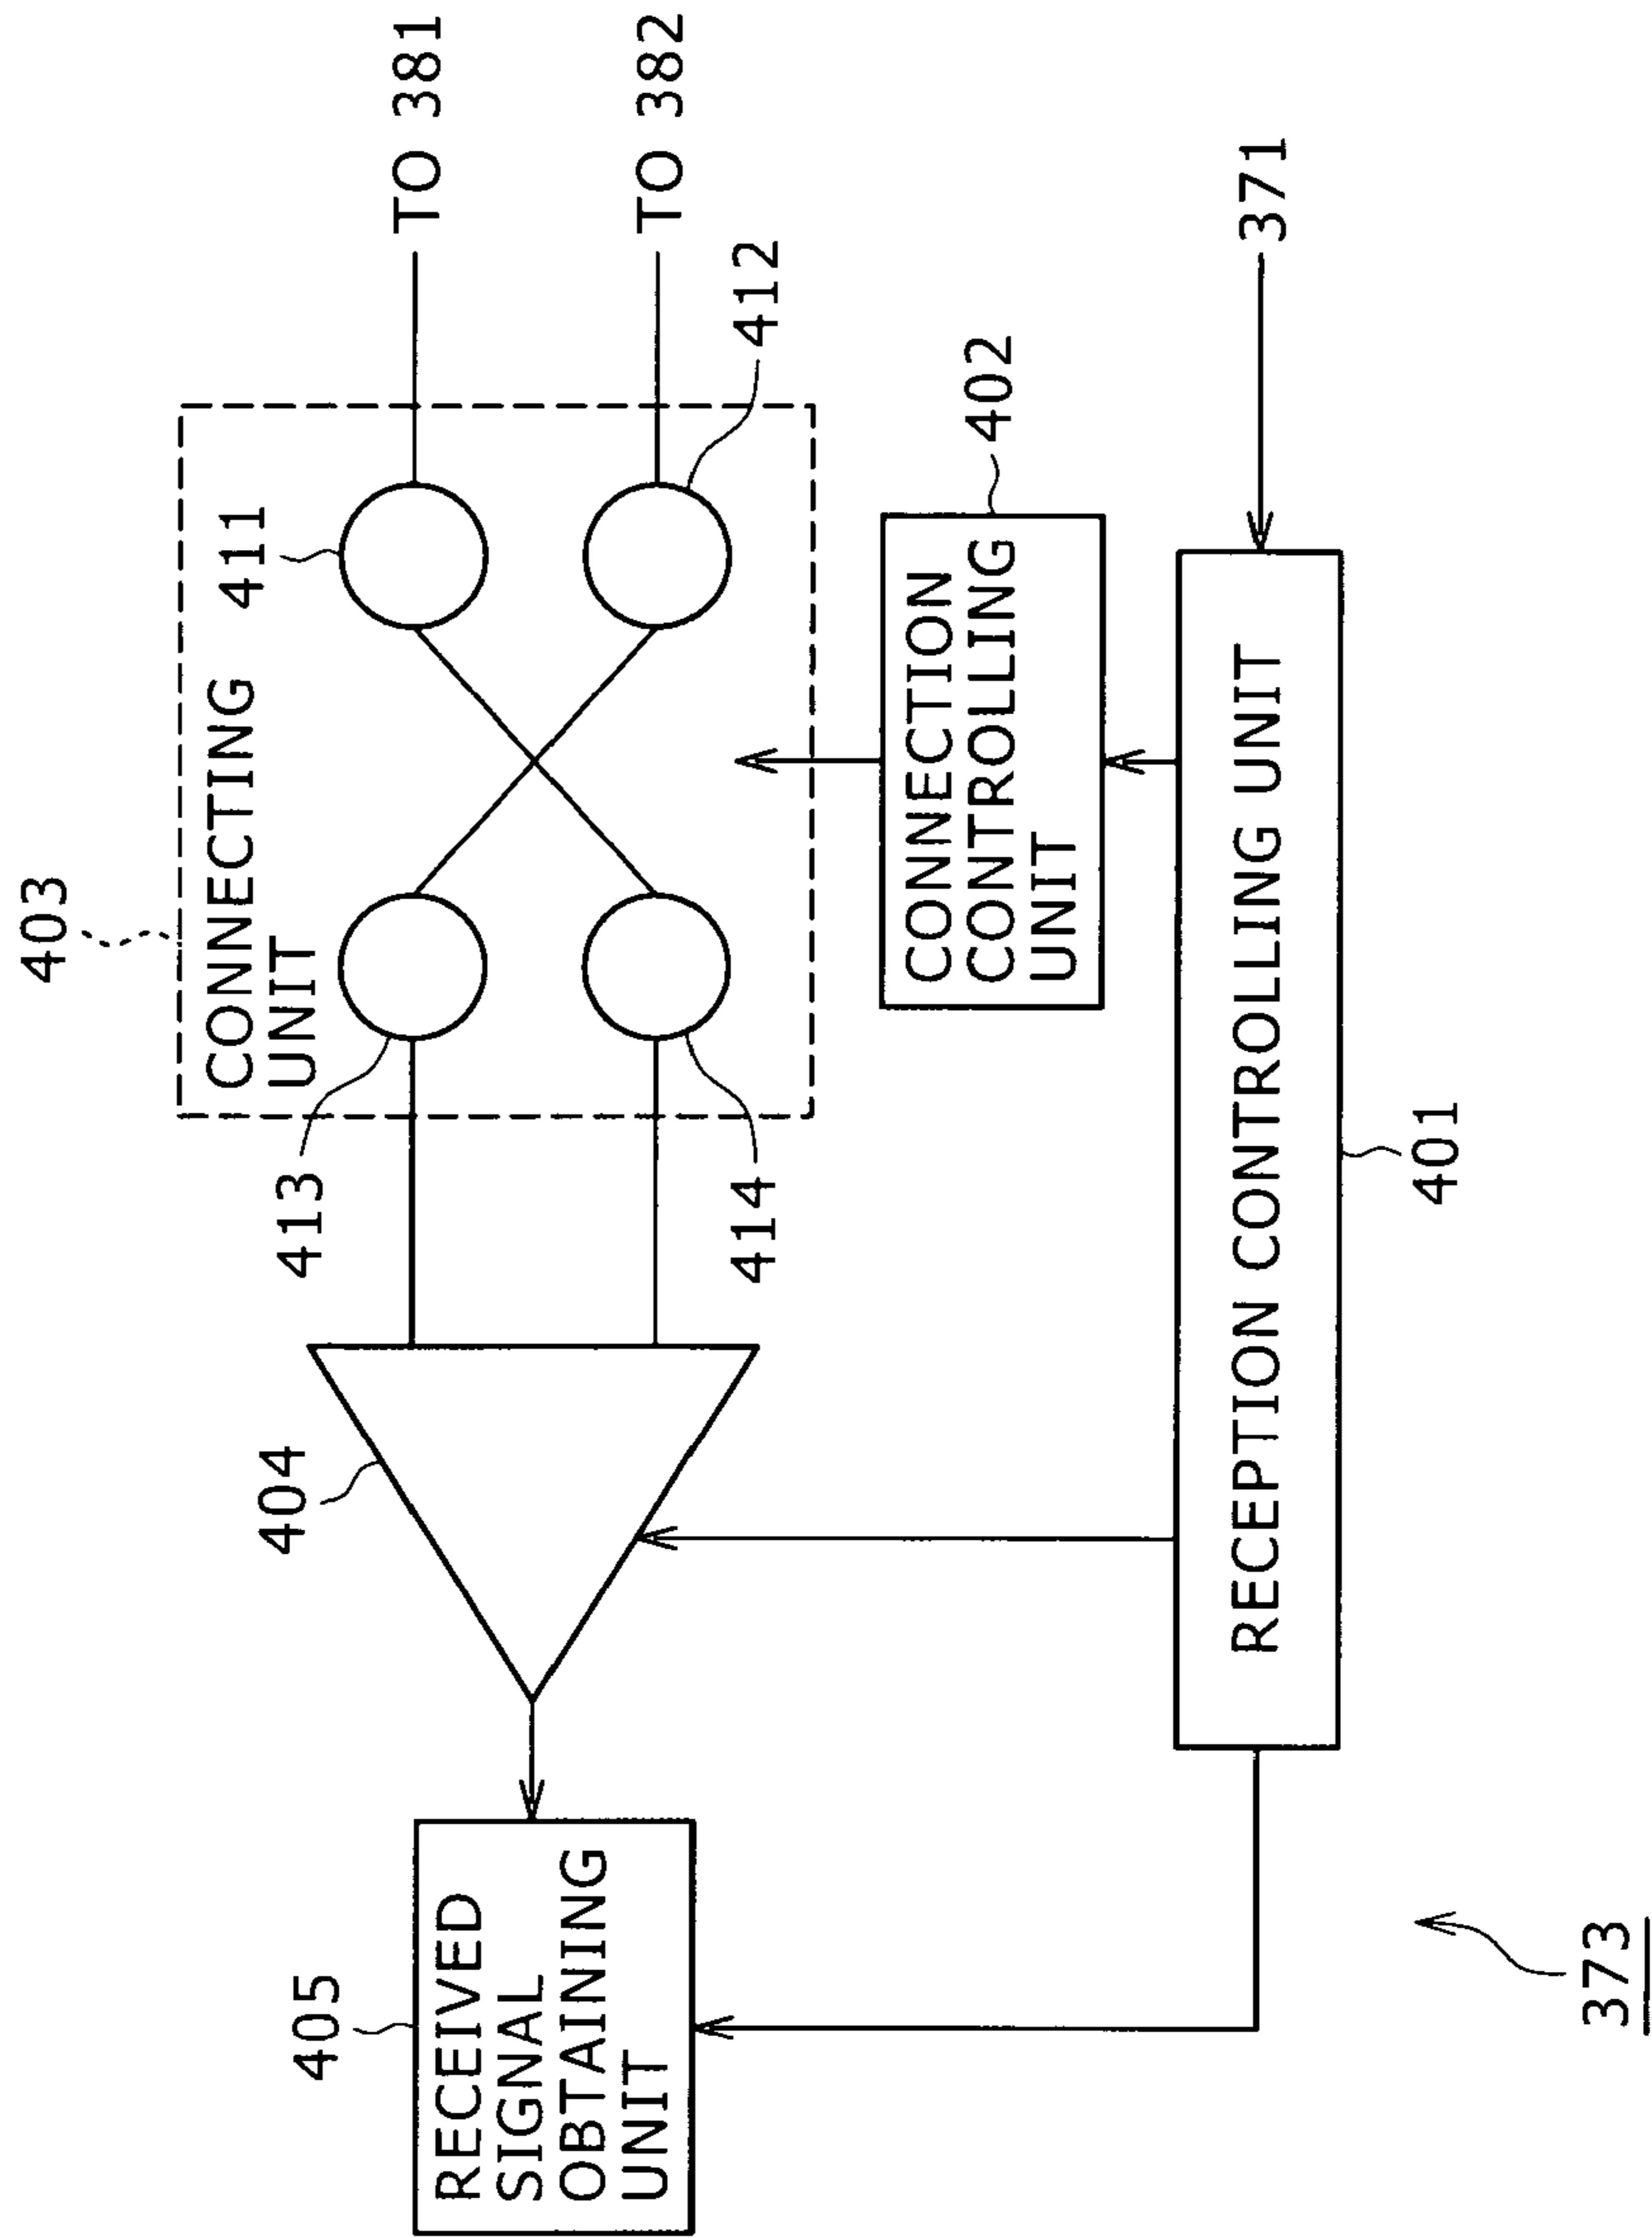 403
CONNECTING
UNIT
411
TO 381
413
404
405
RECEIVED
SIGNAL
OBTAINING
UNIT
TO 382
412
414
CONNECTION
CONTROLLING
UNIT
402
RECEPTION CONTROLLING UNIT
371
401
373